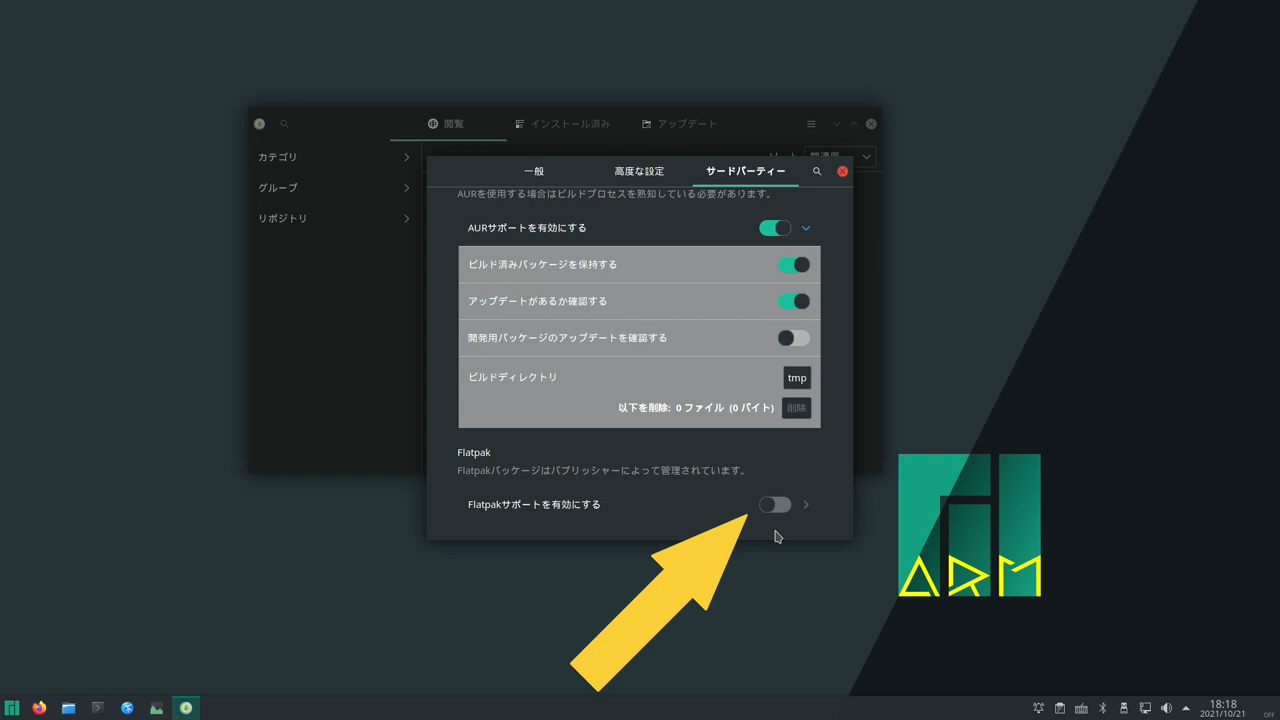 閲覧
インストール済み
アップデート
カテゴリ
グループ
リポジトリ
一般
高度な設定
サードパーティー
AURを使用する場合はビルドプロセスを熟知している必要があります。
AURサポートを有効にする
ビルド済みパッケージを保持する
アップデートがあるか確認する
開発用パッケージのアップデートを確認する
ビルドディレクトリ
tmp
以下を削除: 0 ファイル (0 バイト)
削除
Flatpak
Flatpakパッケージはパブリッシャーによって管理されています。
Flatpakサポートを有効にする
ARM
18:18
2021/10/21
OFF